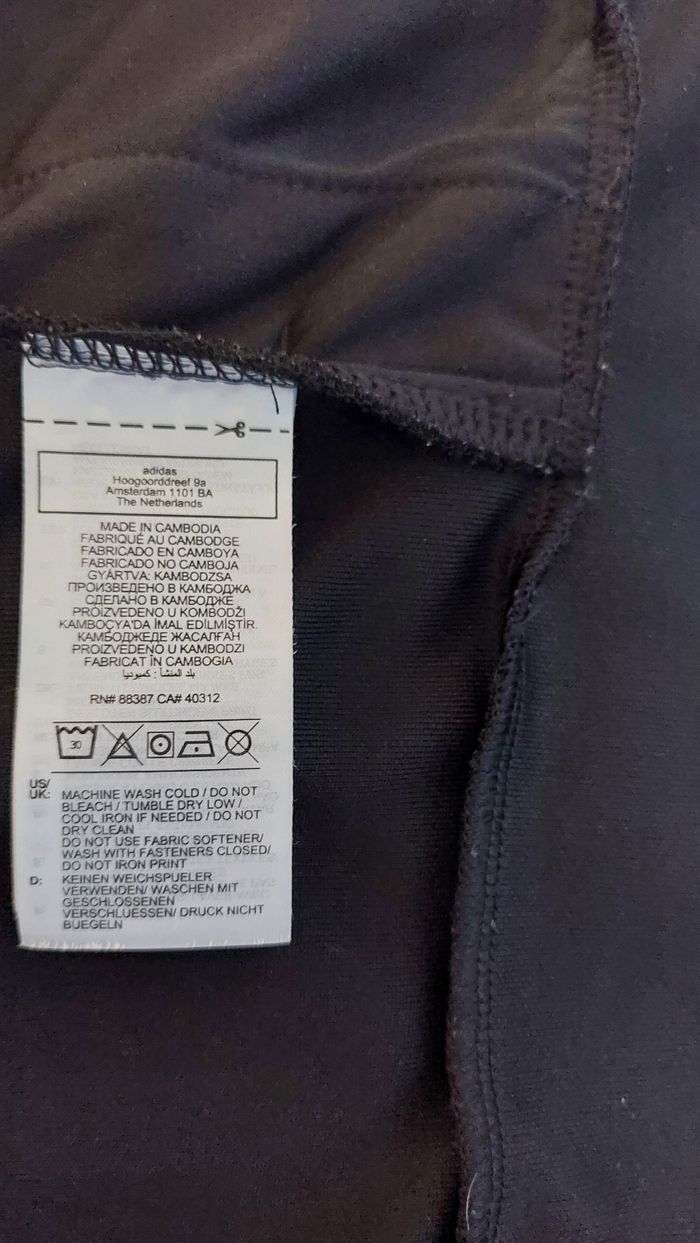 adidas
Hoogoorddreef 9a
Amsterdam 1101 BA
The Netherlands
MADE IN CAMBODIA
FABRIQUÉ AU CAMBODGE
FABRICADO EN CAMBOYA
FABRICADO NO CAMBOJA
GYÁRTVA: KAMBODZSA
ПРОИЗВЕДЕНО В КАМБОДЖА
СДЕЛАНО В КАМБОДЖЕ
PROIZVEDENO U KOMBODŽI
KAMBOÇYA'DA İMAL EDİLMİŞTİR.
КАМБОДЖЕДЕ ЖАСАЛҒАН
PROIZVEDENO U KAMBODZI
FABRICAT ÎN CAMBOGIA
بلد المنشأ : كمبوديا
RN# 88387 CA# 40312
30
US/
UK: MACHINE WASH COLD / DO NOT
BLEACH / TUMBLE DRY LOW /
COOL IRON IF NEEDED / DO NOT
DRY CLEAN
DO NOT USE FABRIC SOFTENER/
WASH WITH FASTENERS CLOSED/
DO NOT IRON PRINT
D: KEINEN WEICHSPUELER
VERWENDEN/ WASCHEN MIT
GESCHLOSSENEN
VERSCHLUESSEN/ DRUCK NICHT
BUEGELN